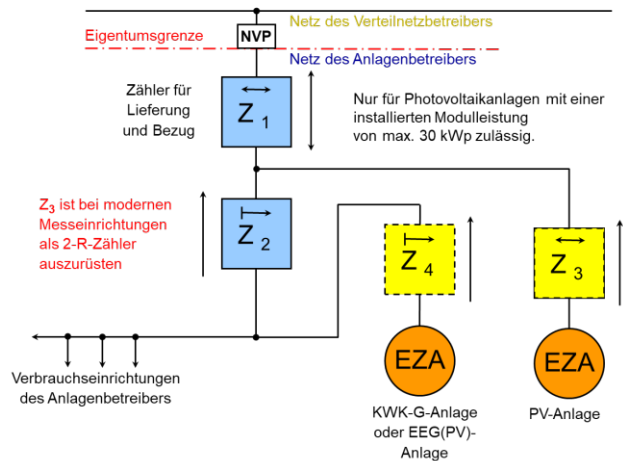 Netz des Verteilnetzbetreibers
Eigentumsgrenze
NVP
Netz des Anlagenbetreibers
Zähler für
Lieferung
und Bezug
Z 1
Nur für Photovoltaikanlagen mit einer
installierten Modulleistung
von max. 30 kWp zulässig.
Z3 ist bei modernen
Messeinrichtungen
als 2-R-Zähler
auszurüsten
Z 2
Z 4
Z 3
EZA
EZA
Verbrauchseinrichtungen
des Anlagenbetreibers
KWK-G-Anlage
oder EEG(PV)-
Anlage
PV-Anlage